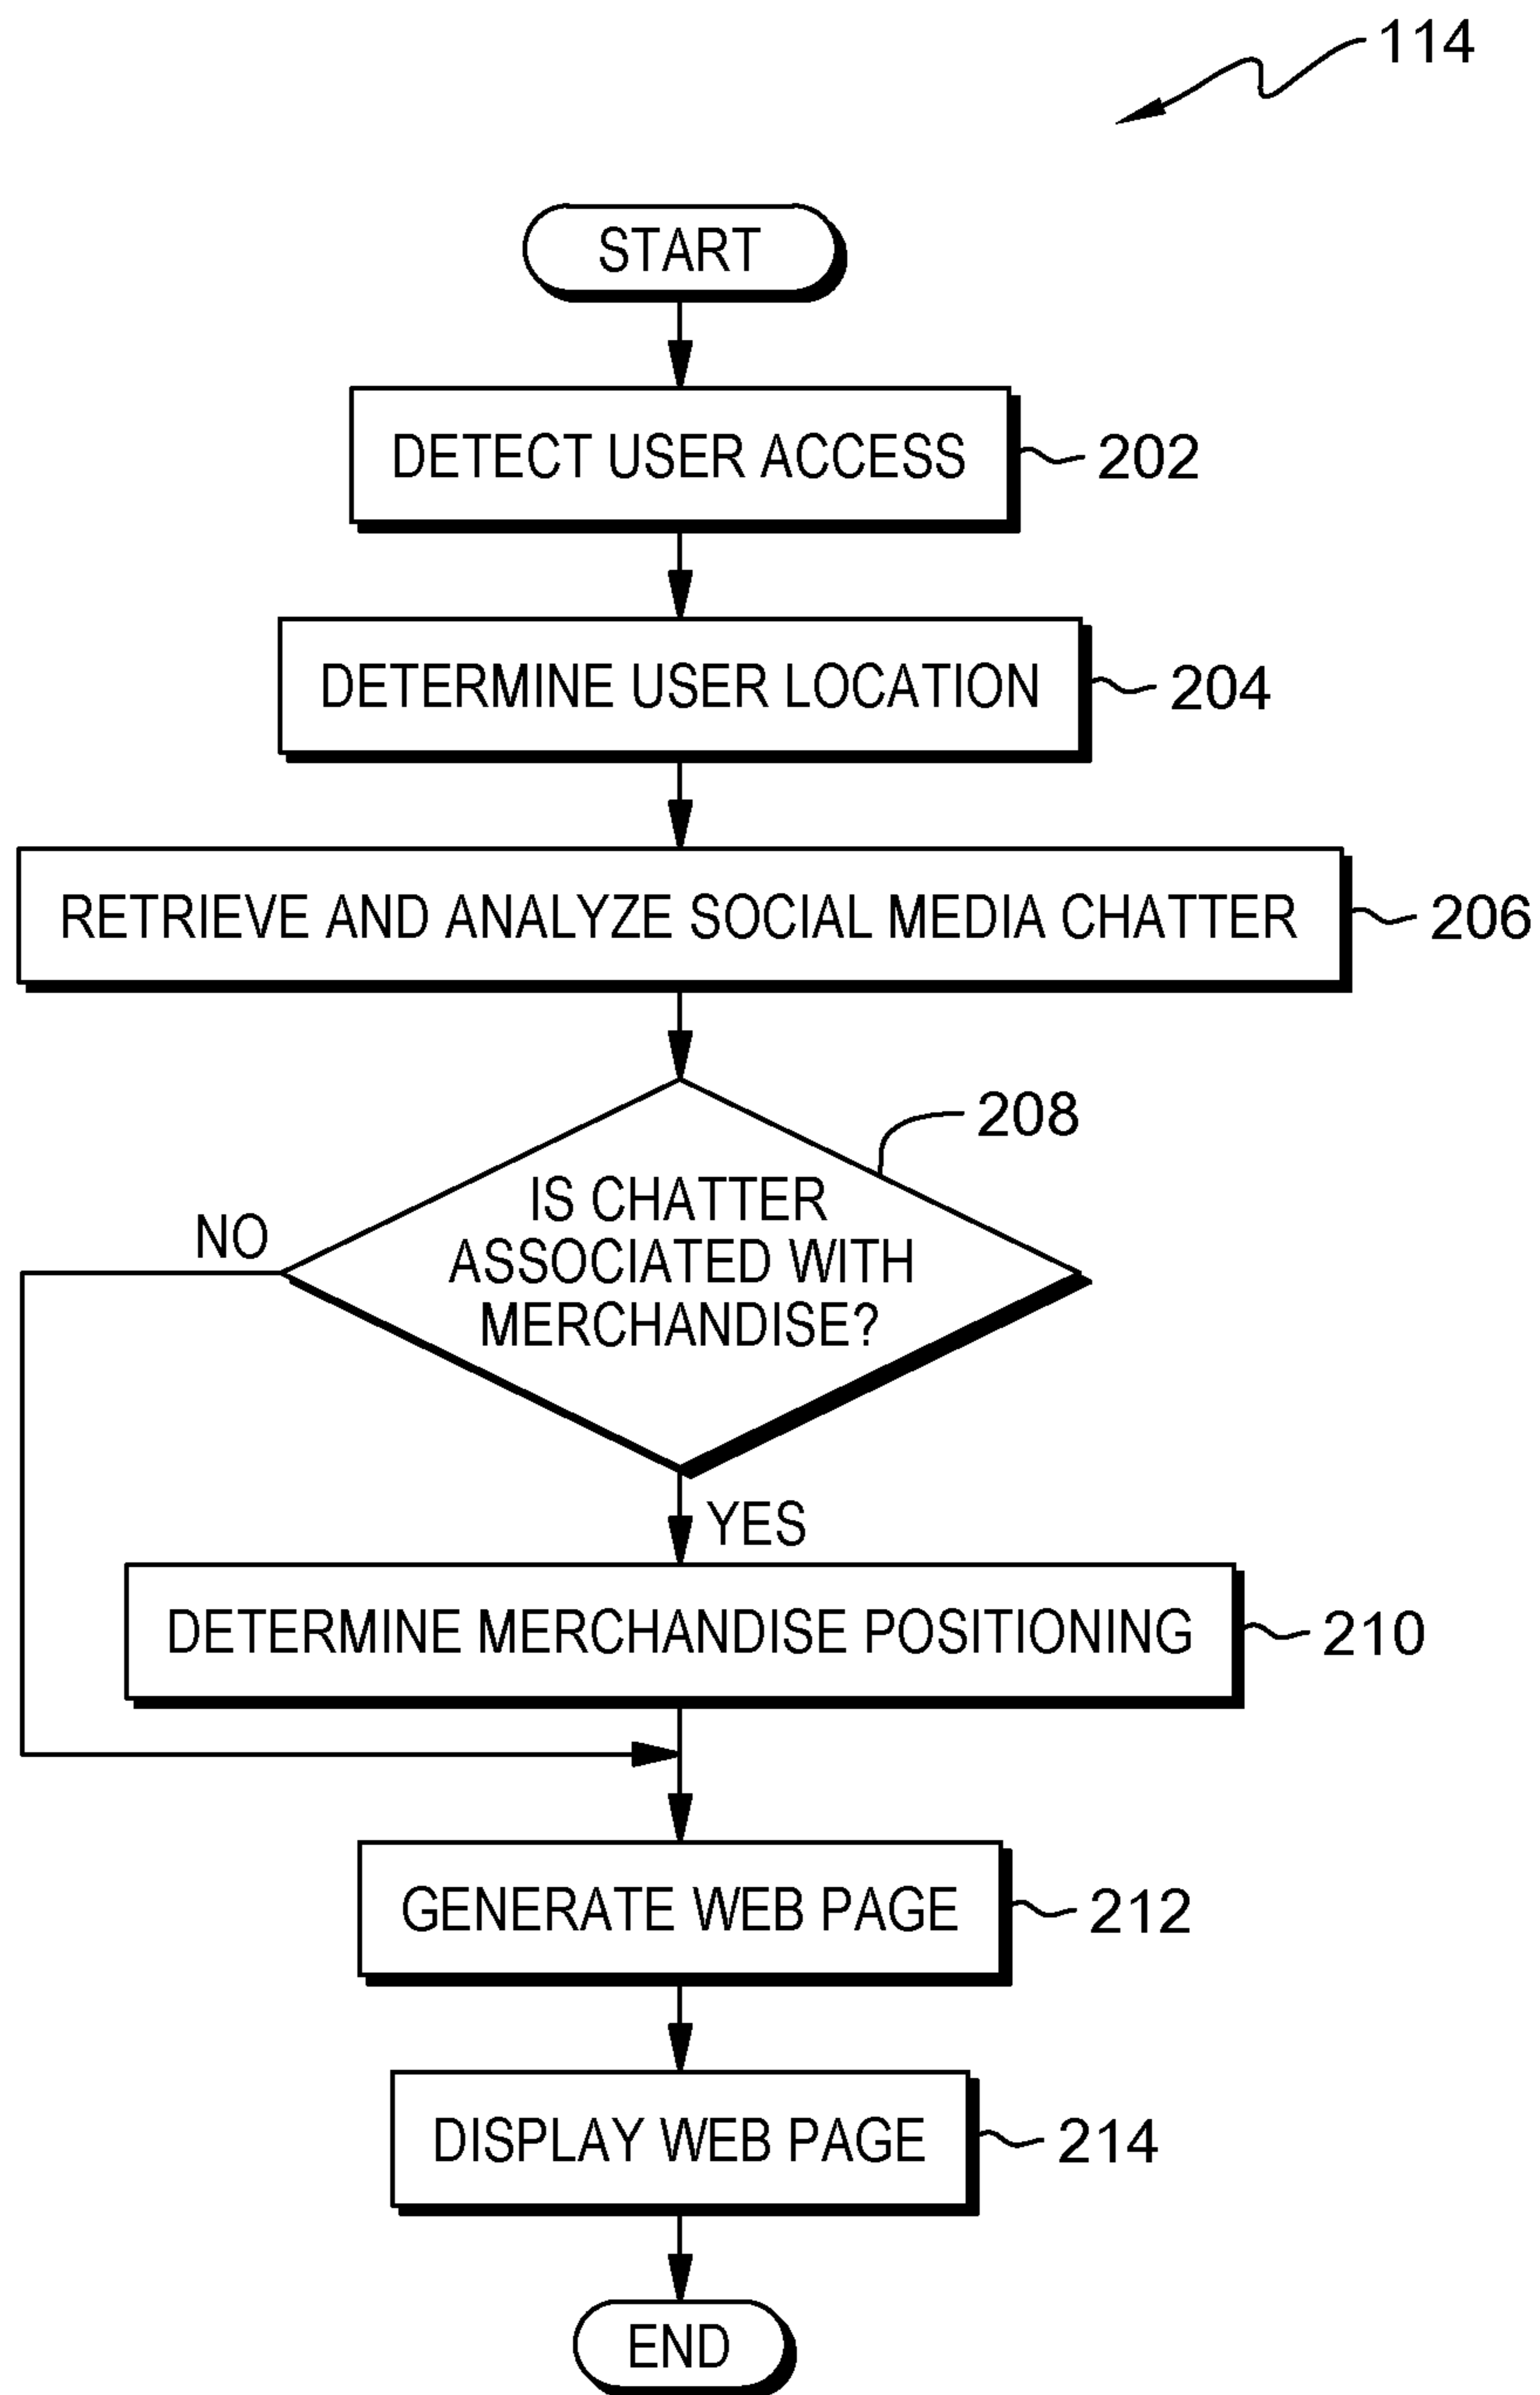 114
START
DETECT USER ACCESS
202
DETERMINE USER LOCATION
204
RETRIEVE AND ANALYZE SOCIAL MEDIA CHATTER
206
208
IS CHATTER
ASSOCIATED WITH
MERCHANDISE?
NO
YES
DETERMINE MERCHANDISE POSITIONING
210
GENERATE WEB PAGE
212
DISPLAY WEB PAGE
214
END